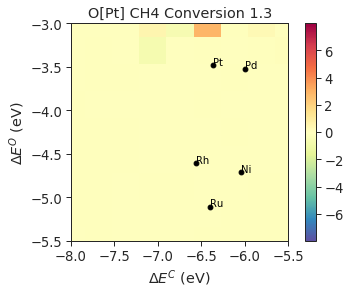 O[Pt] CH4 Conversion 1.3
−3.0
−3.5
−4.0
−4.5
−5.0
−5.5
ΔE^O (eV)
Pt
Pd
Rh
Ni
Ru
−8.0 −7.5 −7.0 −6.5 −6.0 −5.5
ΔE^C (eV)
6
4
2
0
−2
−4
−6